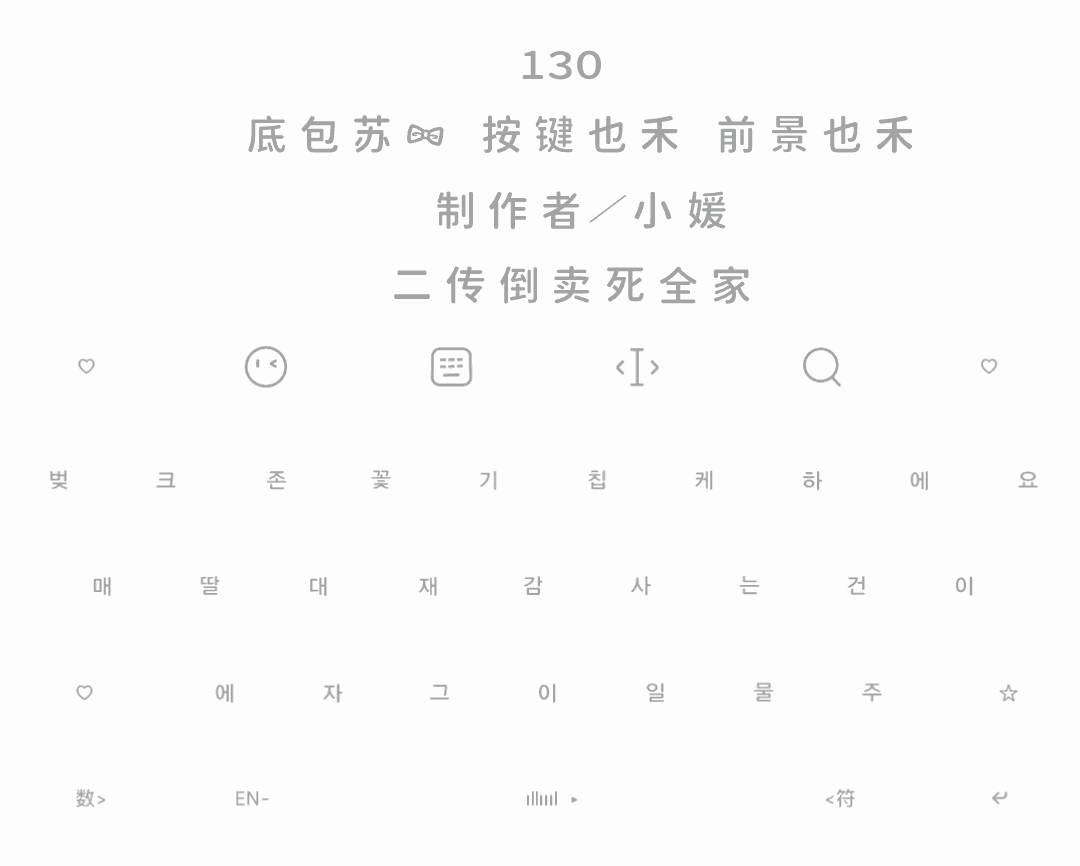 130
底包苏 按键也禾 前景也禾
制作者／小媛
二传倒卖死全家
벚 크 존 꽃 기 칩 케 하 에 요
매 딸 대 재 감 사 는 건 이
에 자 그 이 일 물 주
数> EN- <符